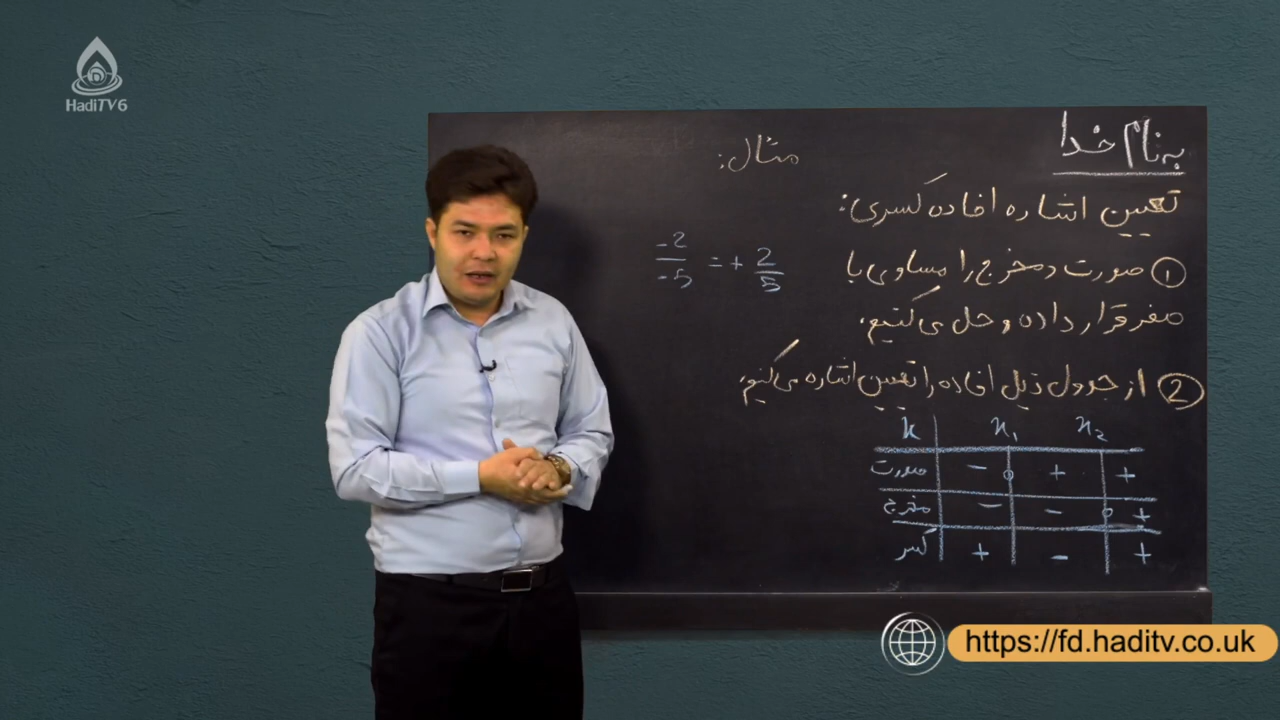 HadiTV6
به نام خدا
تعیین اشاره افاده کسری:
① صورت و مخرج را مساوی با
صفر قرار داده و حل می کنیم.
② از جدول ذیل افاده را تعیین اشاره می کنیم.
x x₁ x₂
صورت - 0 + +
مخرج - - 0 +
کسر + - +
مثال:
-2/-5 = + 2/5
https://fd.haditv.co.uk